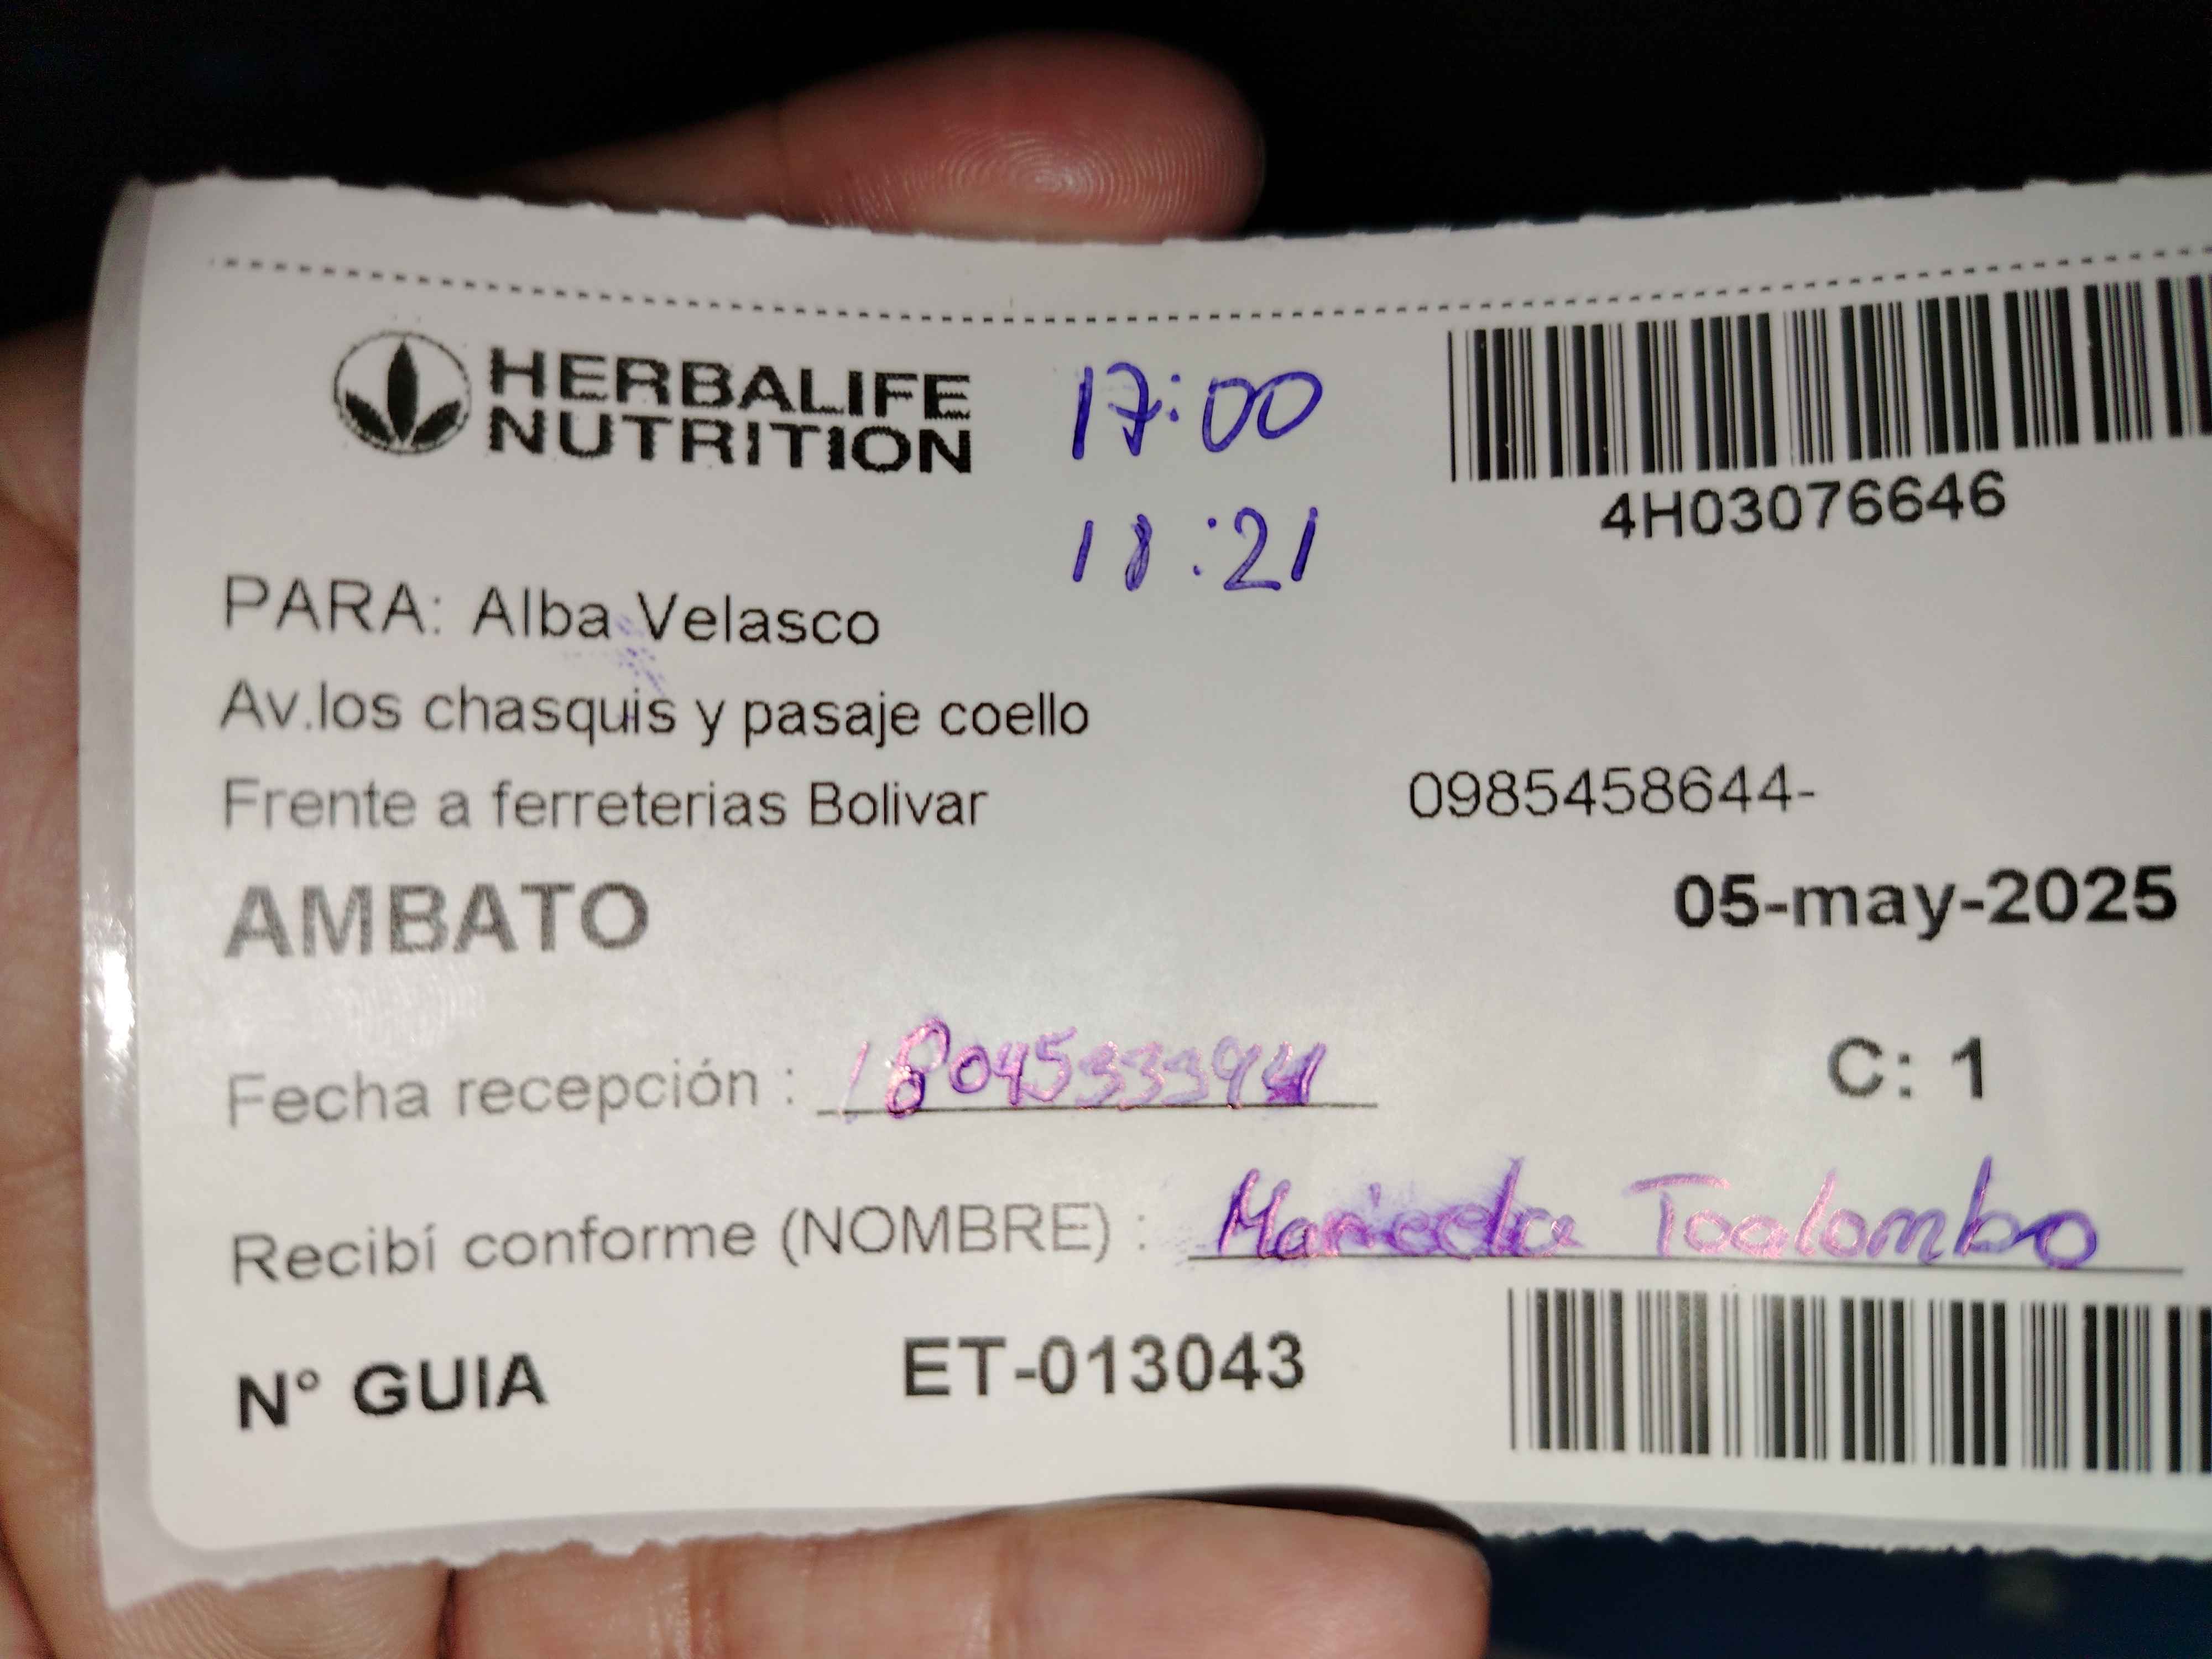 HERBALIFE
NUTRITION
17:00
18:21
4H03076646
PARA: Alba Velasco
Av.los chasquis y pasaje coello
Frente a ferreterias Bolivar
0985458644-
AMBATO
05-may-2025
Fecha recepción :
C: 1
Recibí conforme (NOMBRE) : Toalombo
N° GUIA ET-013043